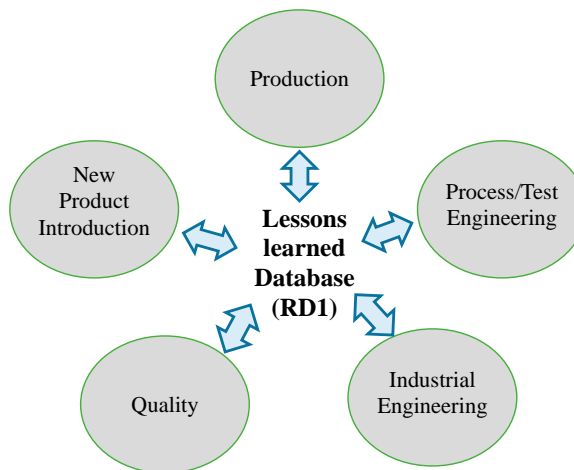 Production
New
Product
Introduction
Process/Test
Engineering
Lessons
learned
Database
(RD1)
Quality
Industrial
Engineering